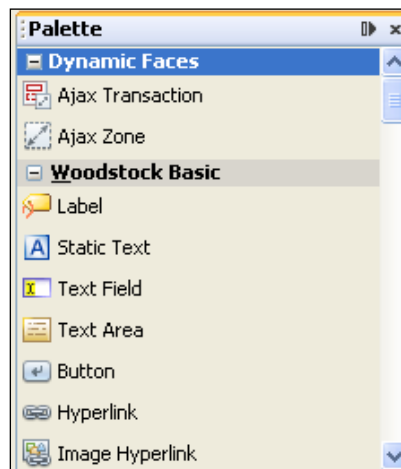 Palette
Dynamic Faces
Ajax Transaction
Ajax Zone
Woodstock Basic
Label
Static Text
Text Field
Text Area
Button
Hyperlink
Image Hyperlink